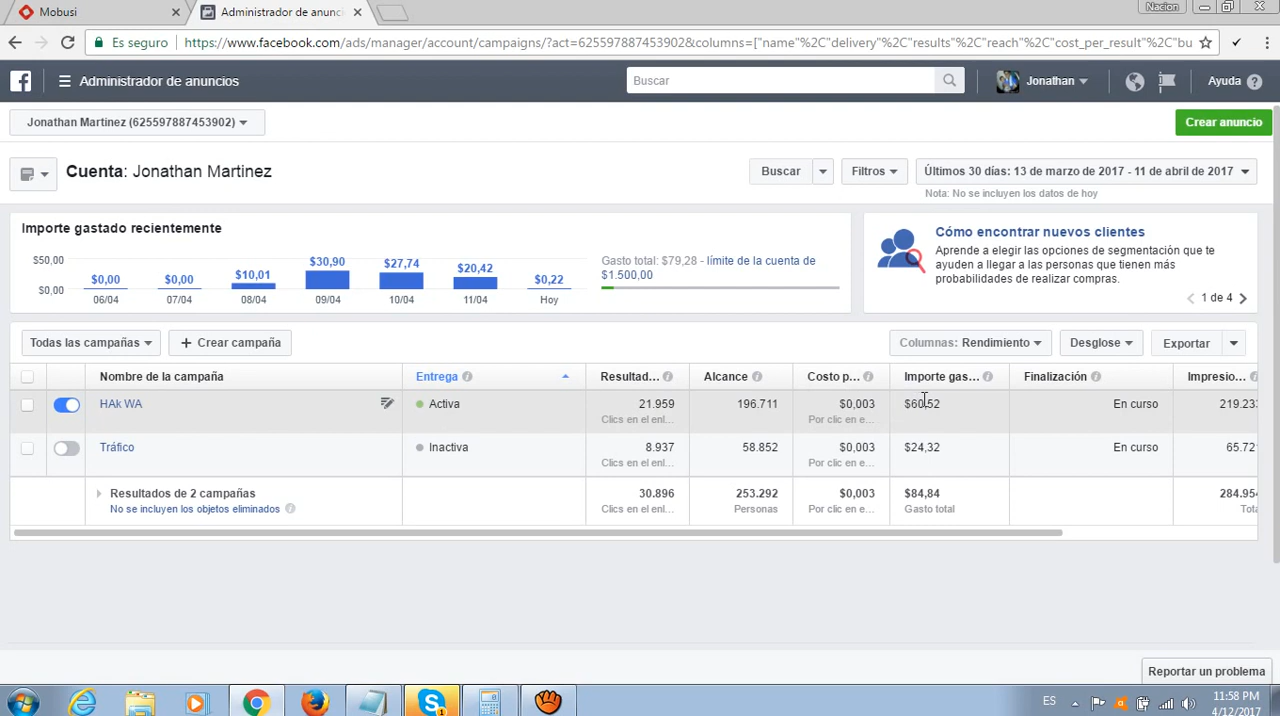 Mobusi
Administrador de anunci
Nacion
Es seguro
https://www.facebook.com/ads/manager/account/campaigns/?act=625597887453902&columns=["name"%2C"delivery"%2C"results"%2C"reach"%2C"cost_per_result"%2C"bu
Administrador de anuncios
Buscar
Jonathan
Ayuda
Jonathan Martinez (625597887453902)
Crear anuncio
Cuenta: Jonathan Martinez
Buscar
Filtros
Últimos 30 días: 13 de marzo de 2017 - 11 de abril de 2017
Nota: No se incluyen los datos de hoy
Importe gastado recientemente
$50,00
$0,00
$0,00 $0,00 $10,01 $30,90 $27,74 $20,42 $0,22
06/04 07/04 08/04 09/04 10/04 11/04 Hoy
Gasto total: $79,28 - límite de la cuenta de
$1.500,00
Cómo encontrar nuevos clientes
Aprende a elegir las opciones de segmentación que te
ayuden a llegar a las personas que tienen más
probabilidades de realizar compras.
1 de 4
Todas las campañas
+ Crear campaña
Columnas: Rendimiento
Desglose
Exportar
Nombre de la campaña Entrega Resultad... Alcance Costo p... Importe gas... Finalización Impresio...
HAk WA Activa 21.959 196.711 $0,003 $60,52 En curso 219.233
Clics en el enl... Por clic en e...
Tráfico Inactiva 8.937 58.852 $0,003 $24,32 En curso 65.72
Clics en el enl... Por clic en e...
Resultados de 2 campañas 30.896 253.292 $0,003 $84,84 284.954
No se incluyen los objetos eliminados Clics en el enl... Personas Por clic en e... Gasto total Tota
Reportar un problema
ES
11:58 PM
4/12/2017